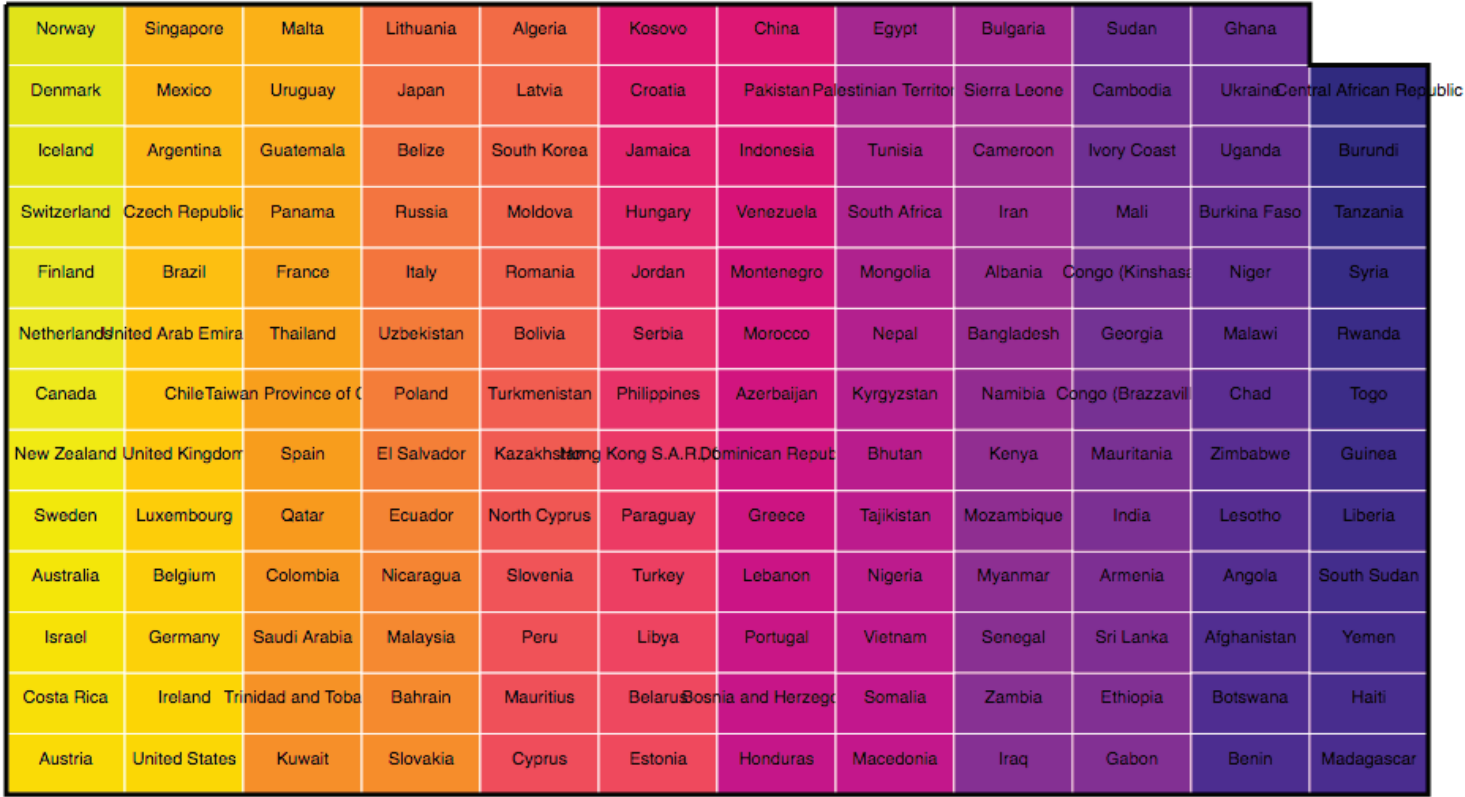 Norway Singapore Malta Lithuania Algeria Kosovo China Egypt Bulgaria Sudan Ghana
Denmark Mexico Uruguay Japan Latvia Croatia Pakistan Palestinian Territor Sierra Leone Cambodia Ukraine Central African Republic
Iceland Argentina Guatemala Belize South Korea Jamaica Indonesia Tunisia Cameroon Ivory Coast Uganda Burundi
Switzerland Czech Republic Panama Russia Moldova Hungary Venezuela South Africa Iran Mali Burkina Faso Tanzania
Finland Brazil France Italy Romania Jordan Montenegro Mongolia Albania Congo (Kinshasa Niger Syria
Netherlands United Arab Emira Thailand Uzbekistan Bolivia Serbia Morocco Nepal Bangladesh Georgia Malawi Rwanda
Canada Chile Taiwan Province of C Poland Turkmenistan Philippines Azerbaijan Kyrgyzstan Namibia Congo (Brazzavill Chad Togo
New Zealand United Kingdom Spain El Salvador Kazakhstan Hong Kong S.A.R., Dominican Repub Bhutan Kenya Mauritania Zimbabwe Guinea
Sweden Luxembourg Qatar Ecuador North Cyprus Paraguay Greece Tajikistan Mozambique India Lesotho Liberia
Australia Belgium Colombia Nicaragua Slovenia Turkey Lebanon Nigeria Myanmar Armenia Angola South Sudan
Israel Germany Saudi Arabia Malaysia Peru Libya Portugal Vietnam Senegal Sri Lanka Afghanistan Yemen
Costa Rica Ireland Trinidad and Toba Bahrain Mauritius Belarus Bosnia and Herzego Somalia Zambia Ethiopia Botswana Haiti
Austria United States Kuwait Slovakia Cyprus Estonia Honduras Macedonia Iraq Gabon Benin Madagascar